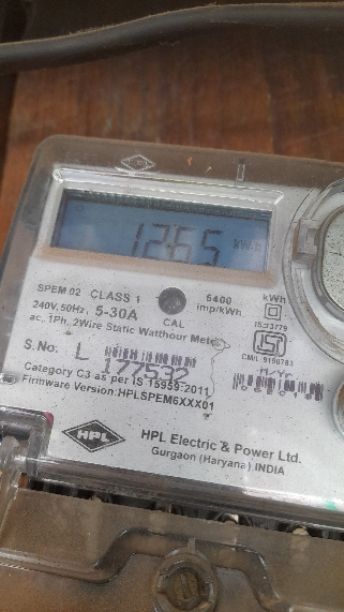 1265 kWh
SPEM 02 CLASS 1
240V, 50Hz, 5-30A
ac, 1Ph, 2Wire Static Watthour Meter
CAL
6400
imp/kWh
kWh
IS:13779
CM/L 9156783
S.No: L 177532
Category C3 as per IS 15959:2011
Firmware Version:HPLSPEM6XXX01
HPL
HPL Electric & Power Ltd.
Gurgaon (Haryana) INDIA